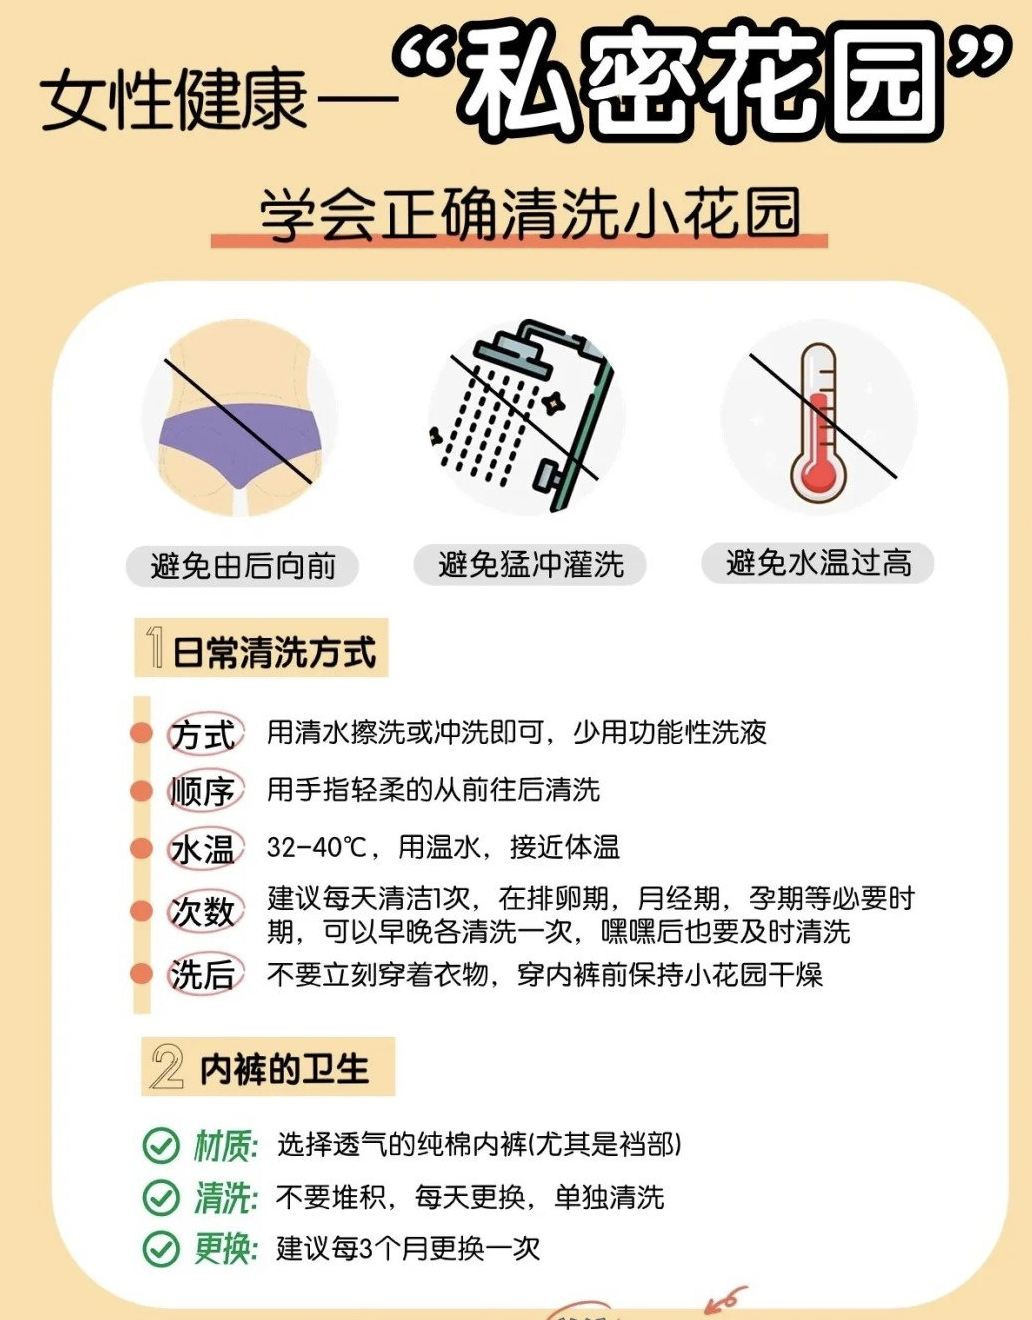 女性健康—“私密花园”
学会正确清洗小花园
避免由后向前 避免猛冲灌洗 避免水温过高
1 日常清洗方式
方式 用清水擦洗或冲洗即可，少用功能性洗液
顺序 用手指轻柔的从前往后清洗
水温 32-40℃，用温水，接近体温
次数 建议每天清洁1次，在排卵期，月经期，孕期等必要时
期，可以早晚各清洗一次，嘿嘿后也要及时清洗
洗后 不要立刻穿着衣物，穿内裤前保持小花园干燥
2 内裤的卫生
材质: 选择透气的纯棉内裤(尤其是裆部)
清洗: 不要堆积，每天更换，单独清洗
更换: 建议每3个月更换一次